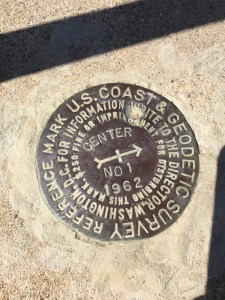 U.S. COAST & GEODETIC SURVEY REFERENCE MARK
FOR INFORMATION WRITE TO THE DIRECTOR, WASHINGTON, D.C.
$250 FINE OR IMPRISONMENT FOR DISTURBING THIS MARK.
CENTER
NO 1
1962